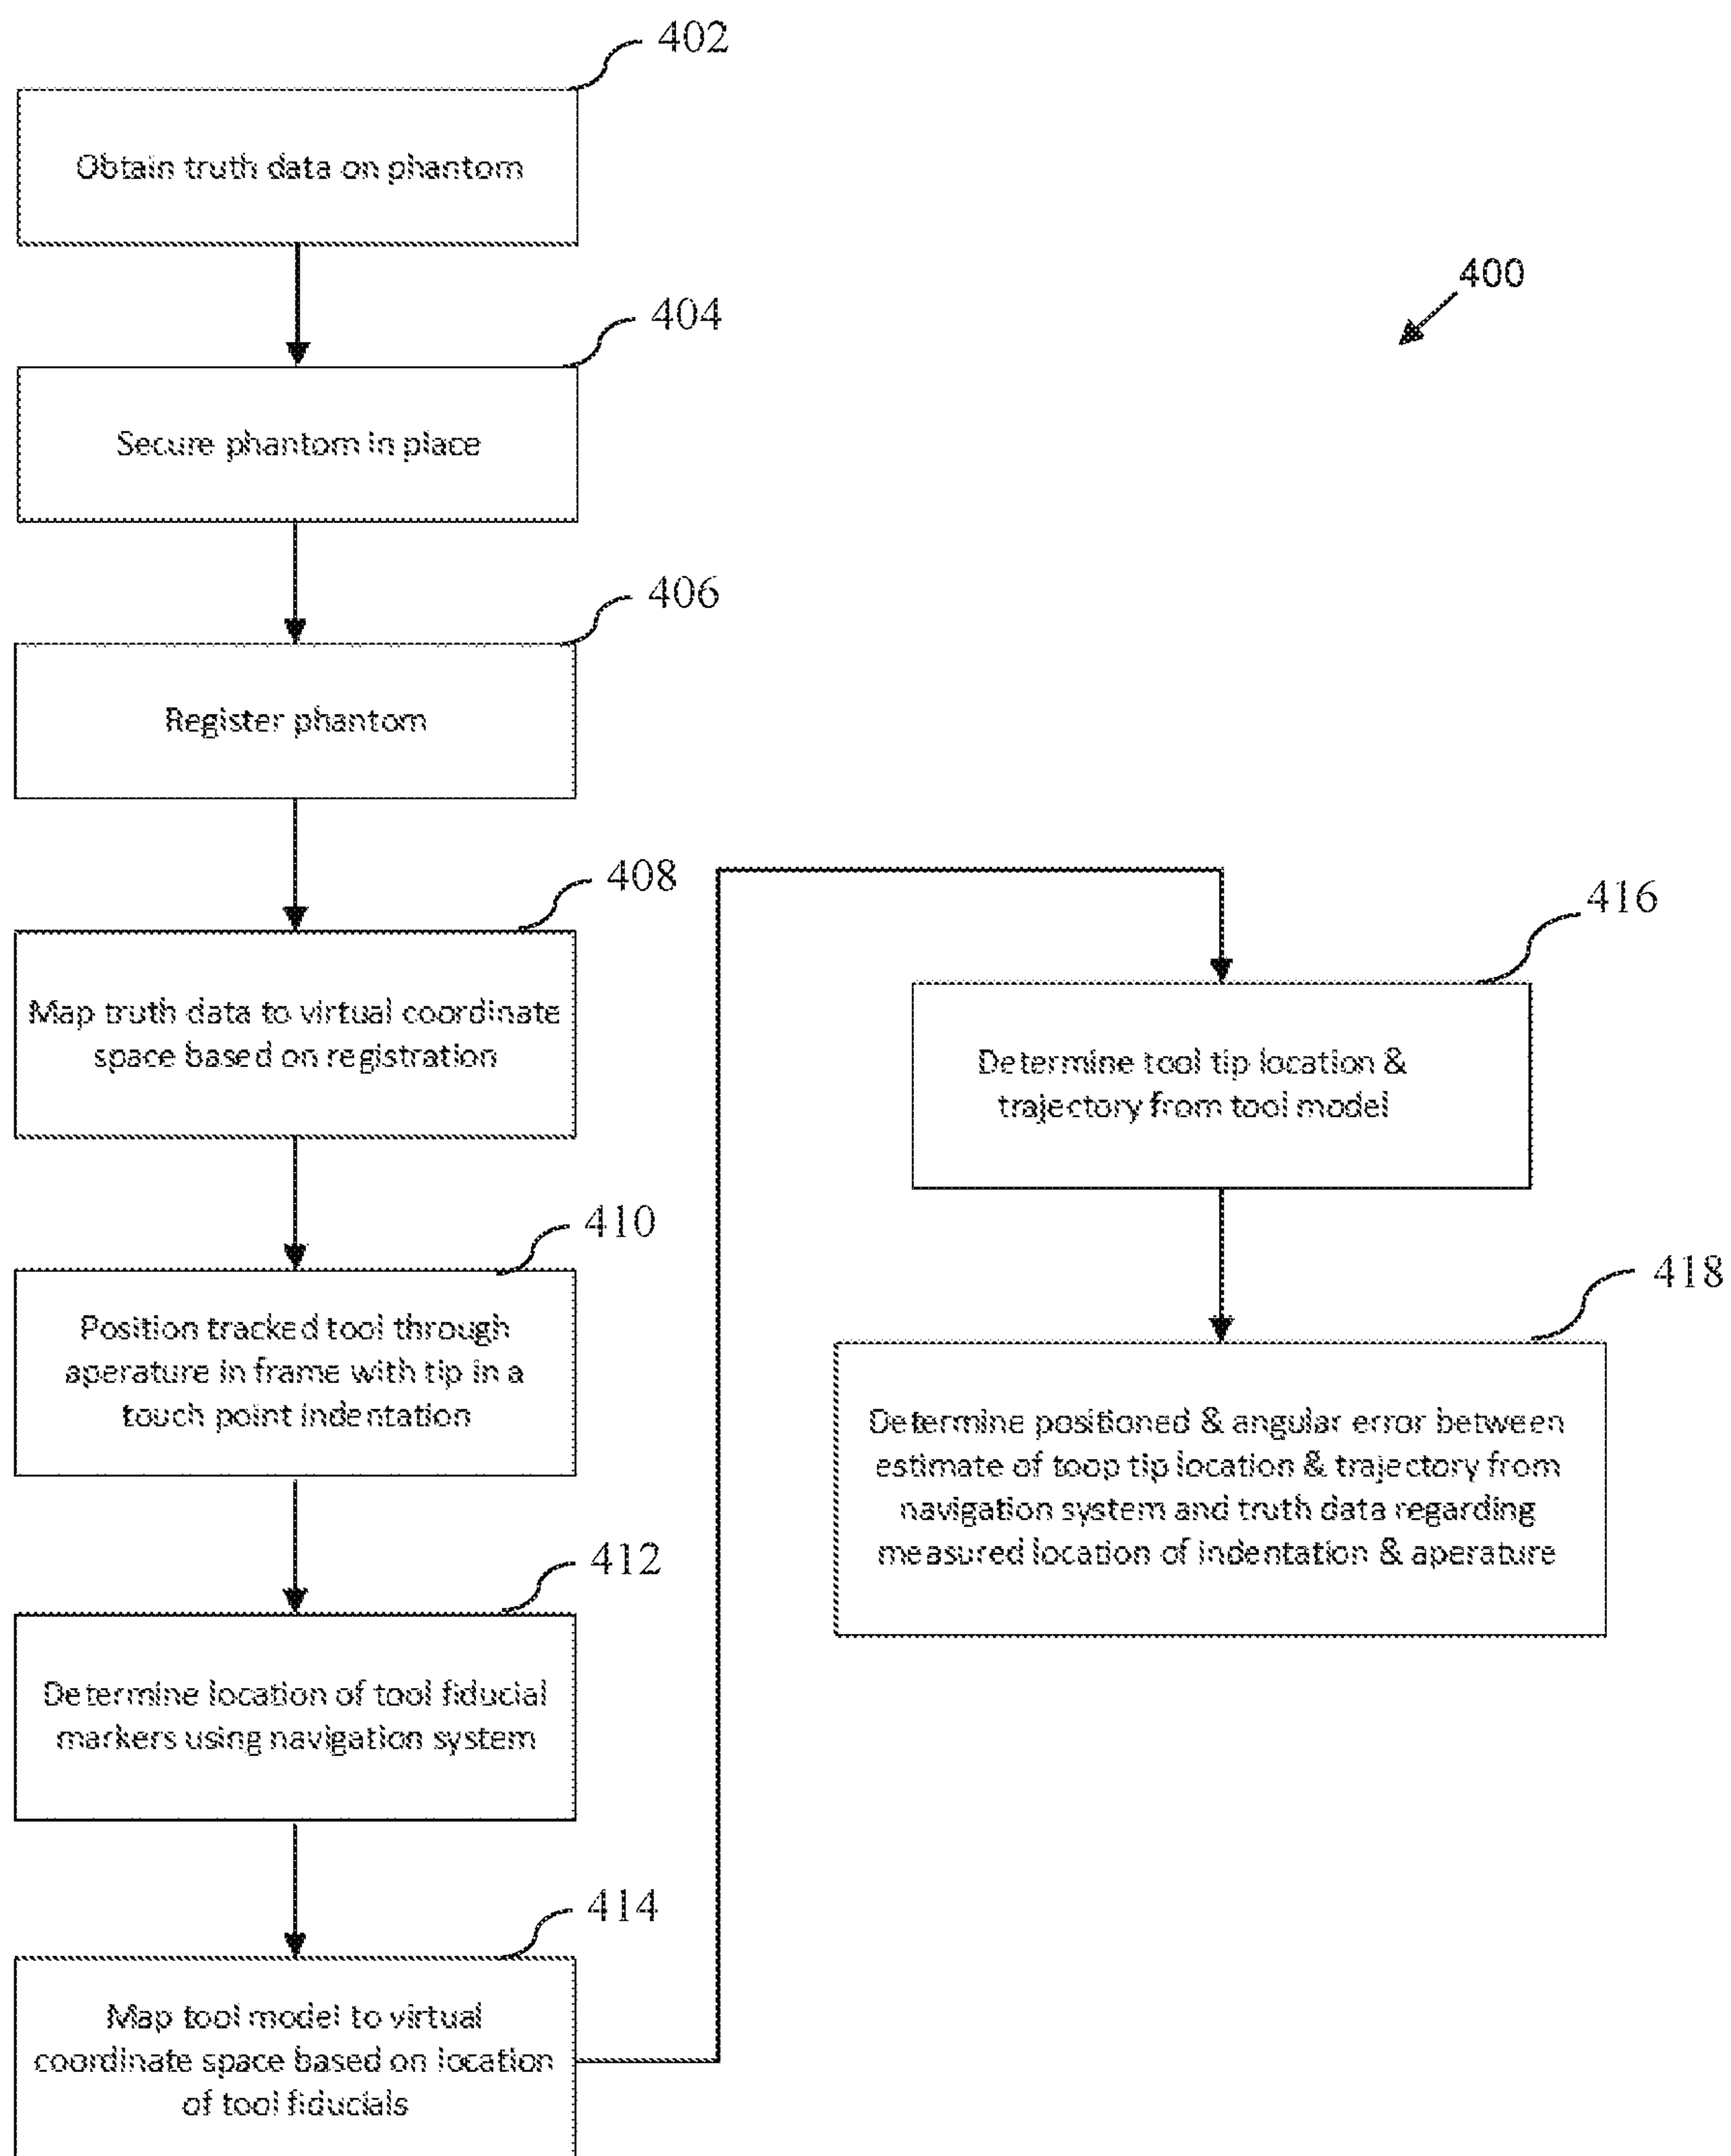 402
Obtain truth data on phantom
400
404
Secure phantom in place
406
Register phantom
408
Map truth data to virtual coordinate
space based on registration
410
Position tracked tool through
aperature in frame with tip in a
touch point indentation
412
Determine location of tool fiducial
markers using navigation system
414
Map tool model to virtual
coordinate space based on location
of tool fiducials
416
Determine tool tip location &
trajectory from tool model
418
Determine positioned & angular error between
estimate of toop tip location & trajectory from
navigation system and truth data regarding
measured location of indentation & aperature